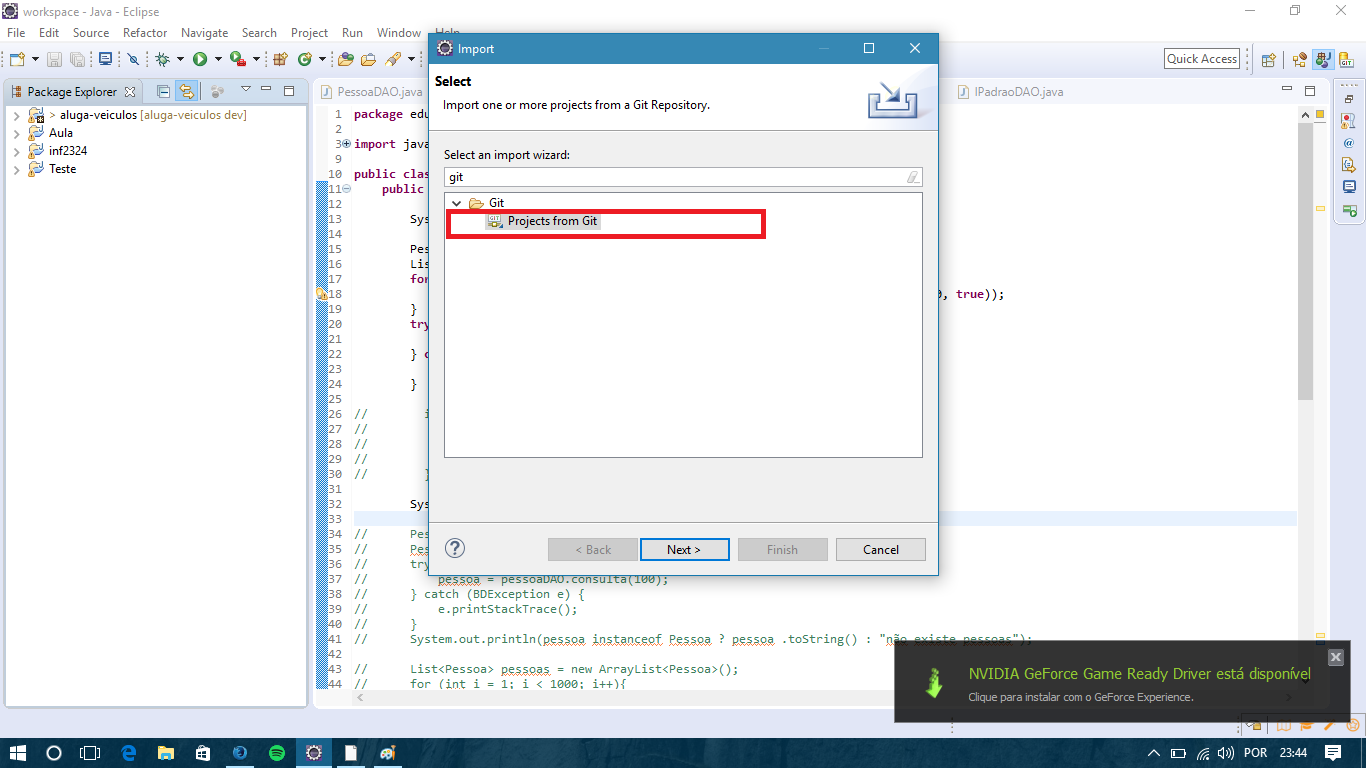 workspace - Java - Eclipse
File Edit Source Refactor Navigate Search Project Run Window Help
Quick Access
Package Explorer
> aluga-veiculos [aluga-veiculos dev]
Aula
inf2324
Teste
PessoaDAO.java
IPadraoDAO.java
1 package edu
2
3 import java
9
10 public clas
11 public
12
13 Sys
14
15 Pes
16 Lis
17 for
18 , true));
19 }
20 try
21
22 } c
23
24 }
25
26 //
27 //
28 //
29 //
30 //
31
32 Sys
33
34 // Pes
35 // Pes
36 // try
37 // pessoa = pessoaDAO.consulta(100);
38 // } catch (BDException e) {
39 // e.printStackTrace();
40 // }
41 // System.out.println(pessoa instanceof Pessoa ? pessoa .toString() : "não existe pessoas");
42
43 // List<Pessoa> pessoas = new ArrayList<Pessoa>();
44 // for (int i = 1; i < 1000; i++){
Import
Select
Import one or more projects from a Git Repository.
Select an import wizard:
git
Git
Projects from Git
< Back
Next >
Finish
Cancel
NVIDIA GeForce Game Ready Driver está disponível
Clique para instalar com o GeForce Experience.
POR 23:44